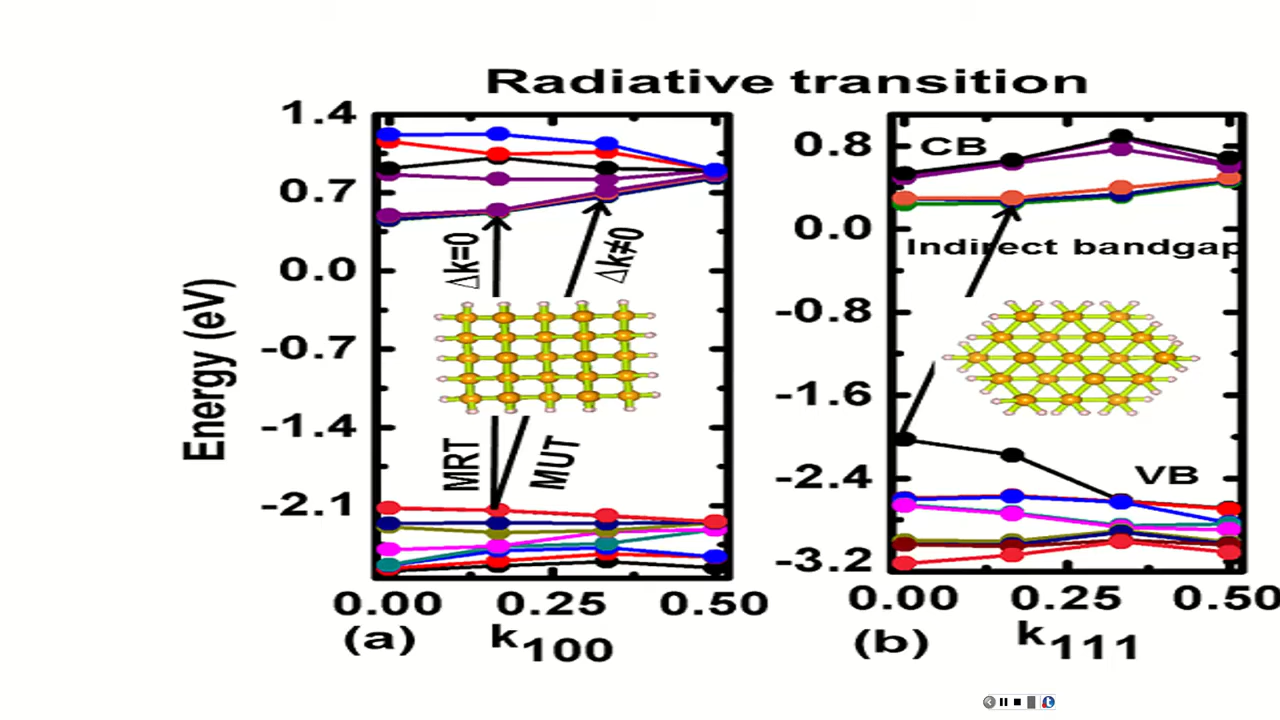 Radiative transition
Energy (eV)
1.4
0.7
0.0
-0.7
-1.4
-2.1
Δk=0
Δk≠0
MRT
MUT
0.00 0.25 0.50
(a) k100
0.8
0.0
-0.8
-1.6
-2.4
-3.2
CB
Indirect bandgap
VB
0.00 0.25 0.50
(b) k111